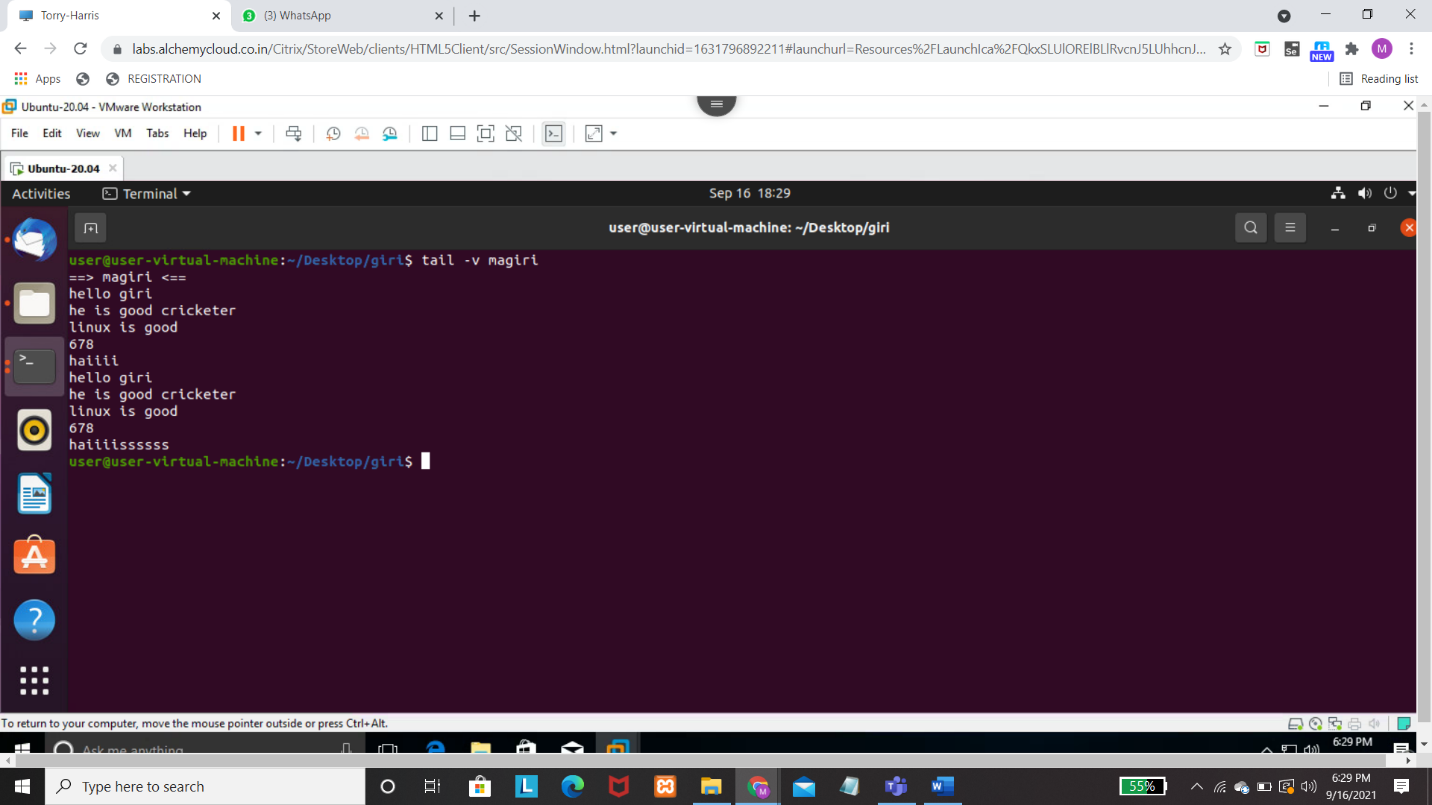 Torry-Harris
(3) WhatsApp
labs.alchemycloud.co.in/Citrix/StoreWeb/clients/HTML5Client/src/SessionWindow.html?launchid=1631796892211#launchurl=Resources%2FLaunchIca%2FQkxSLUlORElBLlRvcnJ5LUhhcnJ...
Se
NEW
M
Apps
REGISTRATION
Reading list
Ubuntu-20.04 - VMware Workstation
File Edit View VM Tabs Help
Ubuntu-20.04
Activities Terminal Sep 16 18:29
user@user-virtual-machine: ~/Desktop/giri
user@user-virtual-machine:~/Desktop/giri$ tail -v magiri
==> magiri <==
hello giri
he is good cricketer
linux is good
678
haiiii
hello giri
he is good cricketer
linux is good
678
haiiiissssss
user@user-virtual-machine:~/Desktop/giri$
To return to your computer, move the mouse pointer outside or press Ctrl+Alt.
Ask me anything
6:29 PM
Type here to search
55%
6:29 PM
9/16/2021